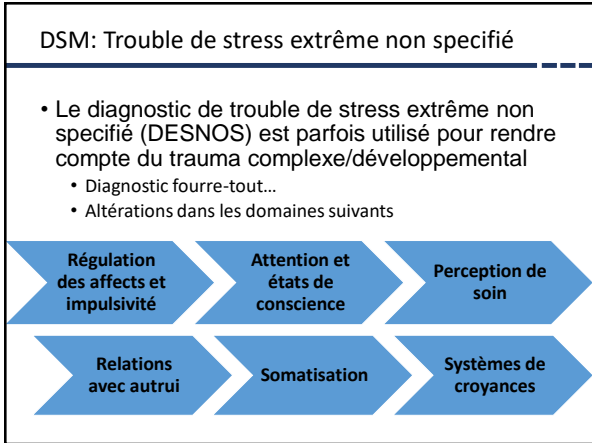 DSM: Trouble de stress extrême non specifié
• Le diagnostic de trouble de stress extrême non
specifié (DESNOS) est parfois utilisé pour rendre
compte du trauma complexe/développemental
• Diagnostic fourre-tout…
• Altérations dans les domaines suivants
Régulation
des affects et
impulsivité
Attention et
états de
conscience
Perception de
soin
Relations
avec autrui
Somatisation
Systèmes de
croyances